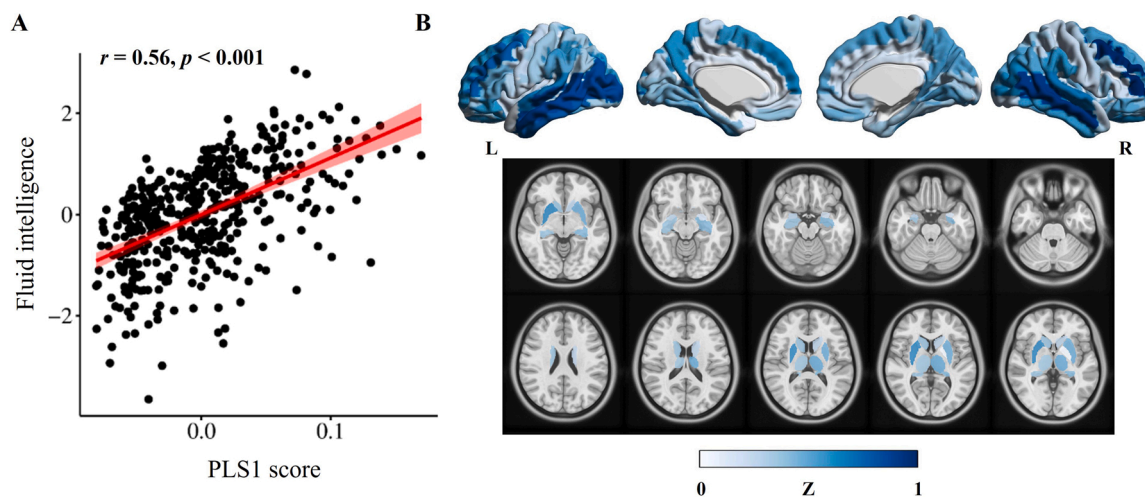 A
B
r = 0.56, p < 0.001
Fluid intelligence
2
0
−2
0.0
0.1
PLS1 score
L
R
0
Z
1